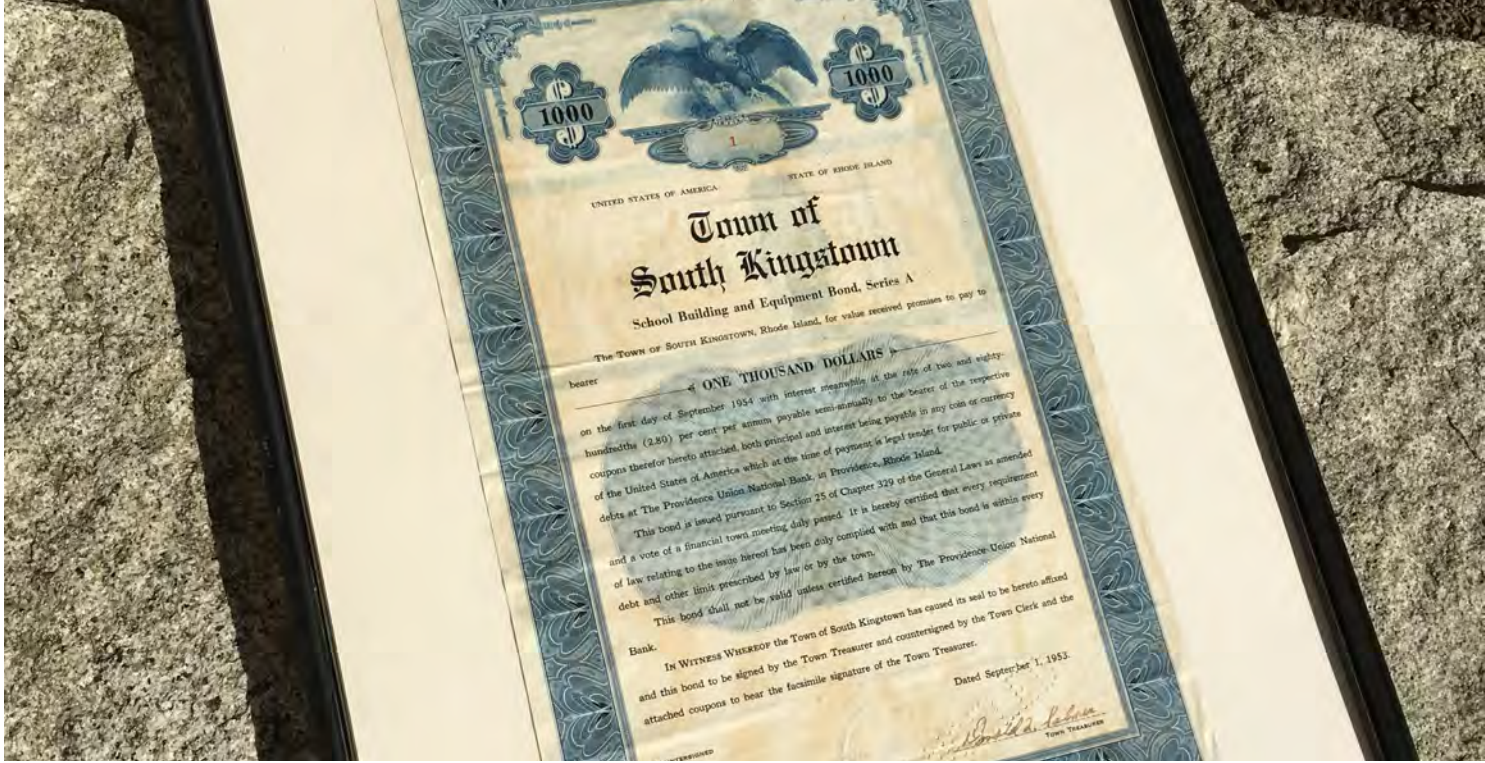 1000
1000
1
UNITED STATES OF AMERICA
STATE OF RHODE ISLAND
Town of
South Kingstown
School Building and Equipment Bond, Series A
The TOWN OF SOUTH KINGSTOWN, Rhode Island, for value received promises to pay to
bearer ONE THOUSAND DOLLARS
on the first day of September 1954 with interest meanwhile at the rate of two and eighty-
hundredths (2.80) per cent per annum payable semi-annually to the bearer of the respective
coupons therefor hereto attached, both principal and interest being payable in any coin or currency
of the United States of America which at the time of payment is legal tender for public or private
debts at The Providence Union National Bank, in Providence, Rhode Island.
This bond is issued pursuant to Section 25 of Chapter 329 of the General Laws as amended
and a vote of a financial town meeting duly passed. It is hereby certified that every requirement
of law relating to the issue hereof has been duly complied with and that this bond is within every
debt and other limit prescribed by law or by the town.
This bond shall not be valid unless certified hereon by The Providence Union National
Bank.
IN WITNESS WHEREOF the Town of South Kingstown has caused its seal to be hereto affixed
and this bond to be signed by the Town Treasurer and countersigned by the Town Clerk and the
attached coupons to bear the facsimile signature of the Town Treasurer.
Dated September 1, 1953.
TOWN TREASURER